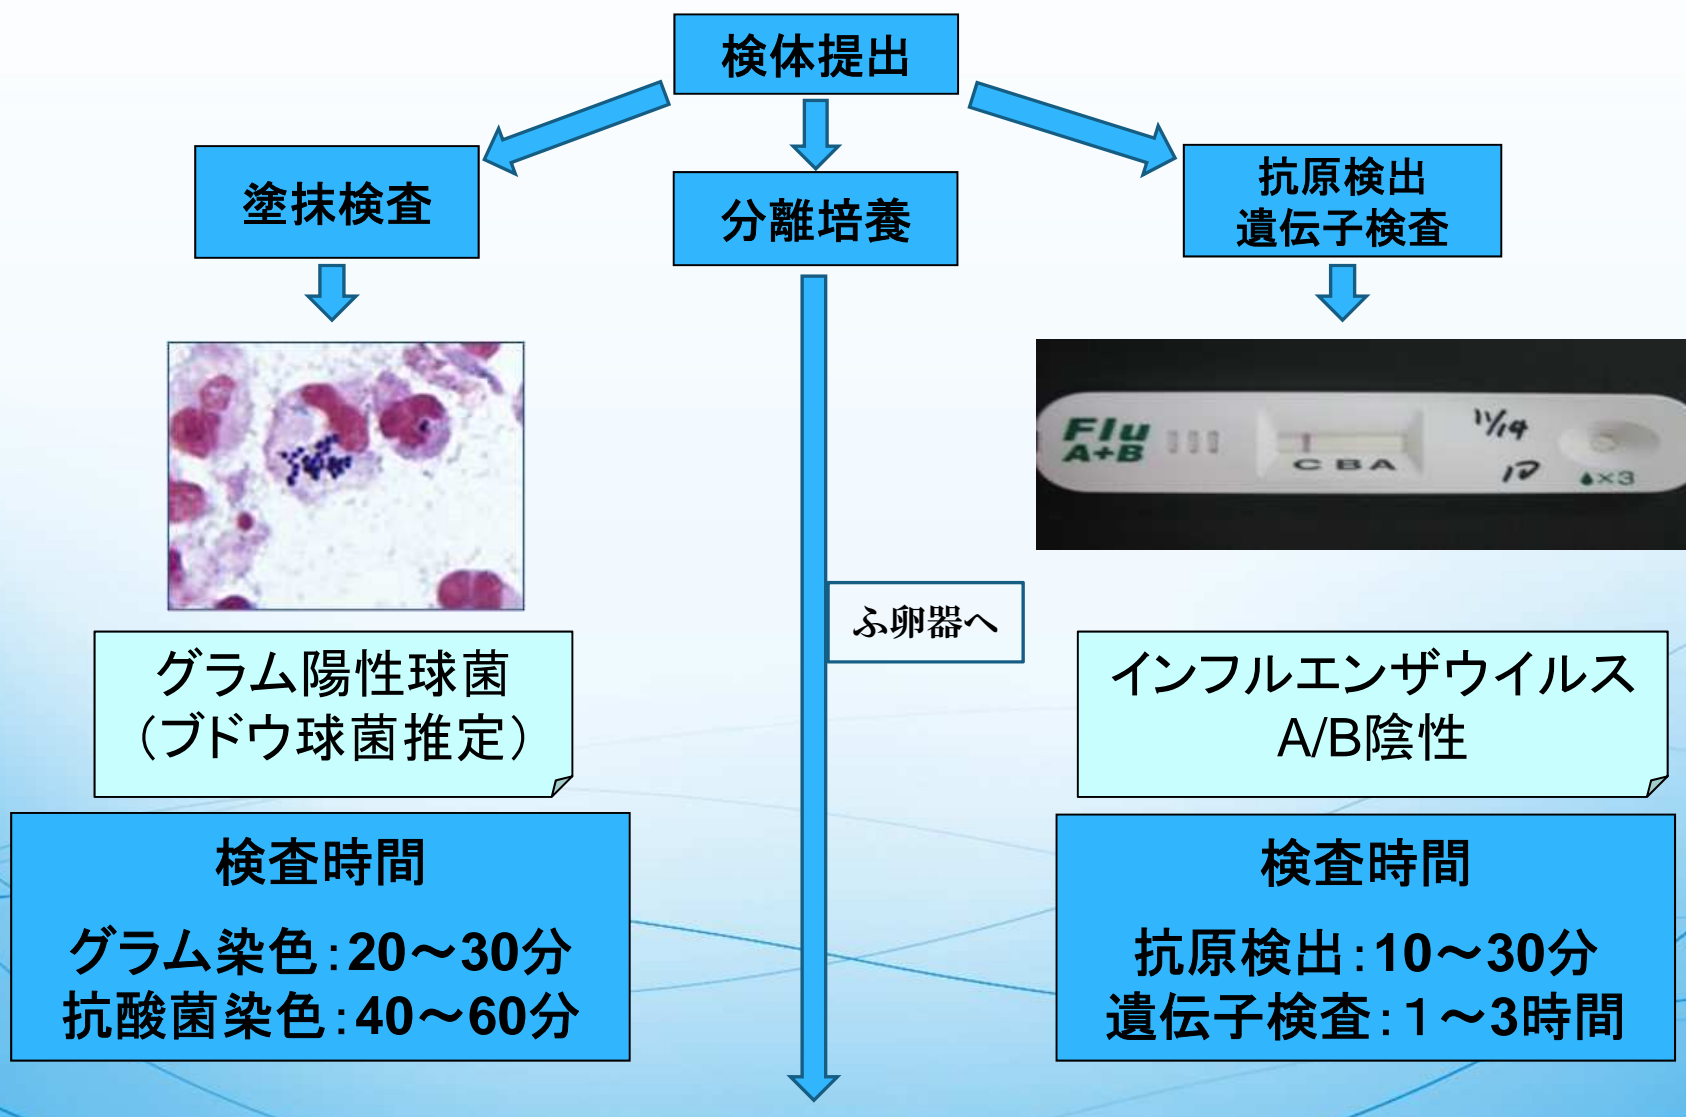 検体提出
塗抹検査
分離培養
抗原検出
遺伝子検査
Flu
A+B
C B A
11/14
×3
ふ卵器へ
グラム陽性球菌
（ブドウ球菌推定）
インフルエンザウイルス
A/B陰性
検査時間
グラム染色：20～30分
抗酸菌染色：40～60分
検査時間
抗原検出：10～30分
遺伝子検査：１～3時間